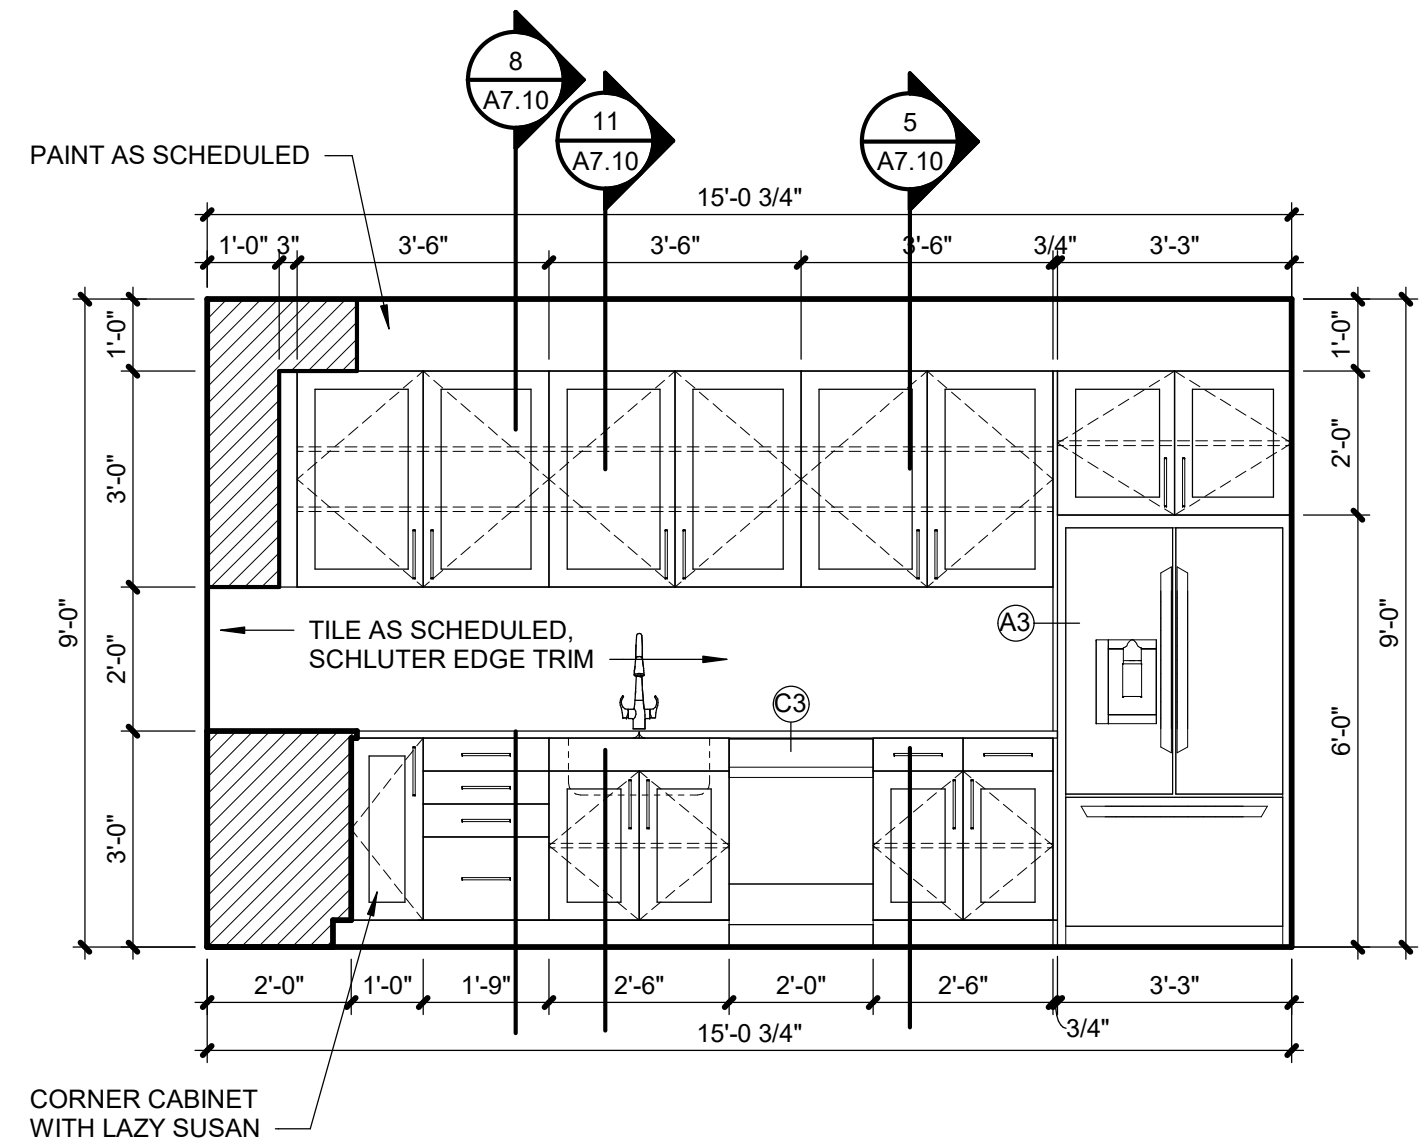 8
A7.10
11
A7.10
5
A7.10
PAINT AS SCHEDULED
15'-0 3/4"
1'-0" 3" 3'-6" 3'-6" 3'-6" 3/4" 3'-3"
1'-0"
3'-0"
2'-0"
3'-0"
9'-0"
1'-0"
2'-0"
6'-0"
9'-0"
TILE AS SCHEDULED,
SCHLUTER EDGE TRIM
A3
C3
2'-0" 1'-0" 1'-9" 2'-6" 2'-0" 2'-6" 3'-3"
3/4"
15'-0 3/4"
CORNER CABINET
WITH LAZY SUSAN